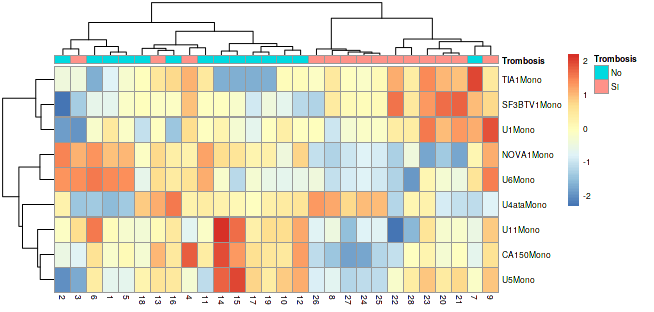 Trombosis
TIA1Mono
SF3BTV1Mono
U1Mono
NOVA1Mono
U6Mono
U4ataMono
U11Mono
CA150Mono
U5Mono
2 3 6 1 5 18 13 16 4 11 14 15 17 19 10 12 26 8 27 24 25 22 28 23 20 21 7 9
2
1
0
-1
-2
Trombosis
No
SI